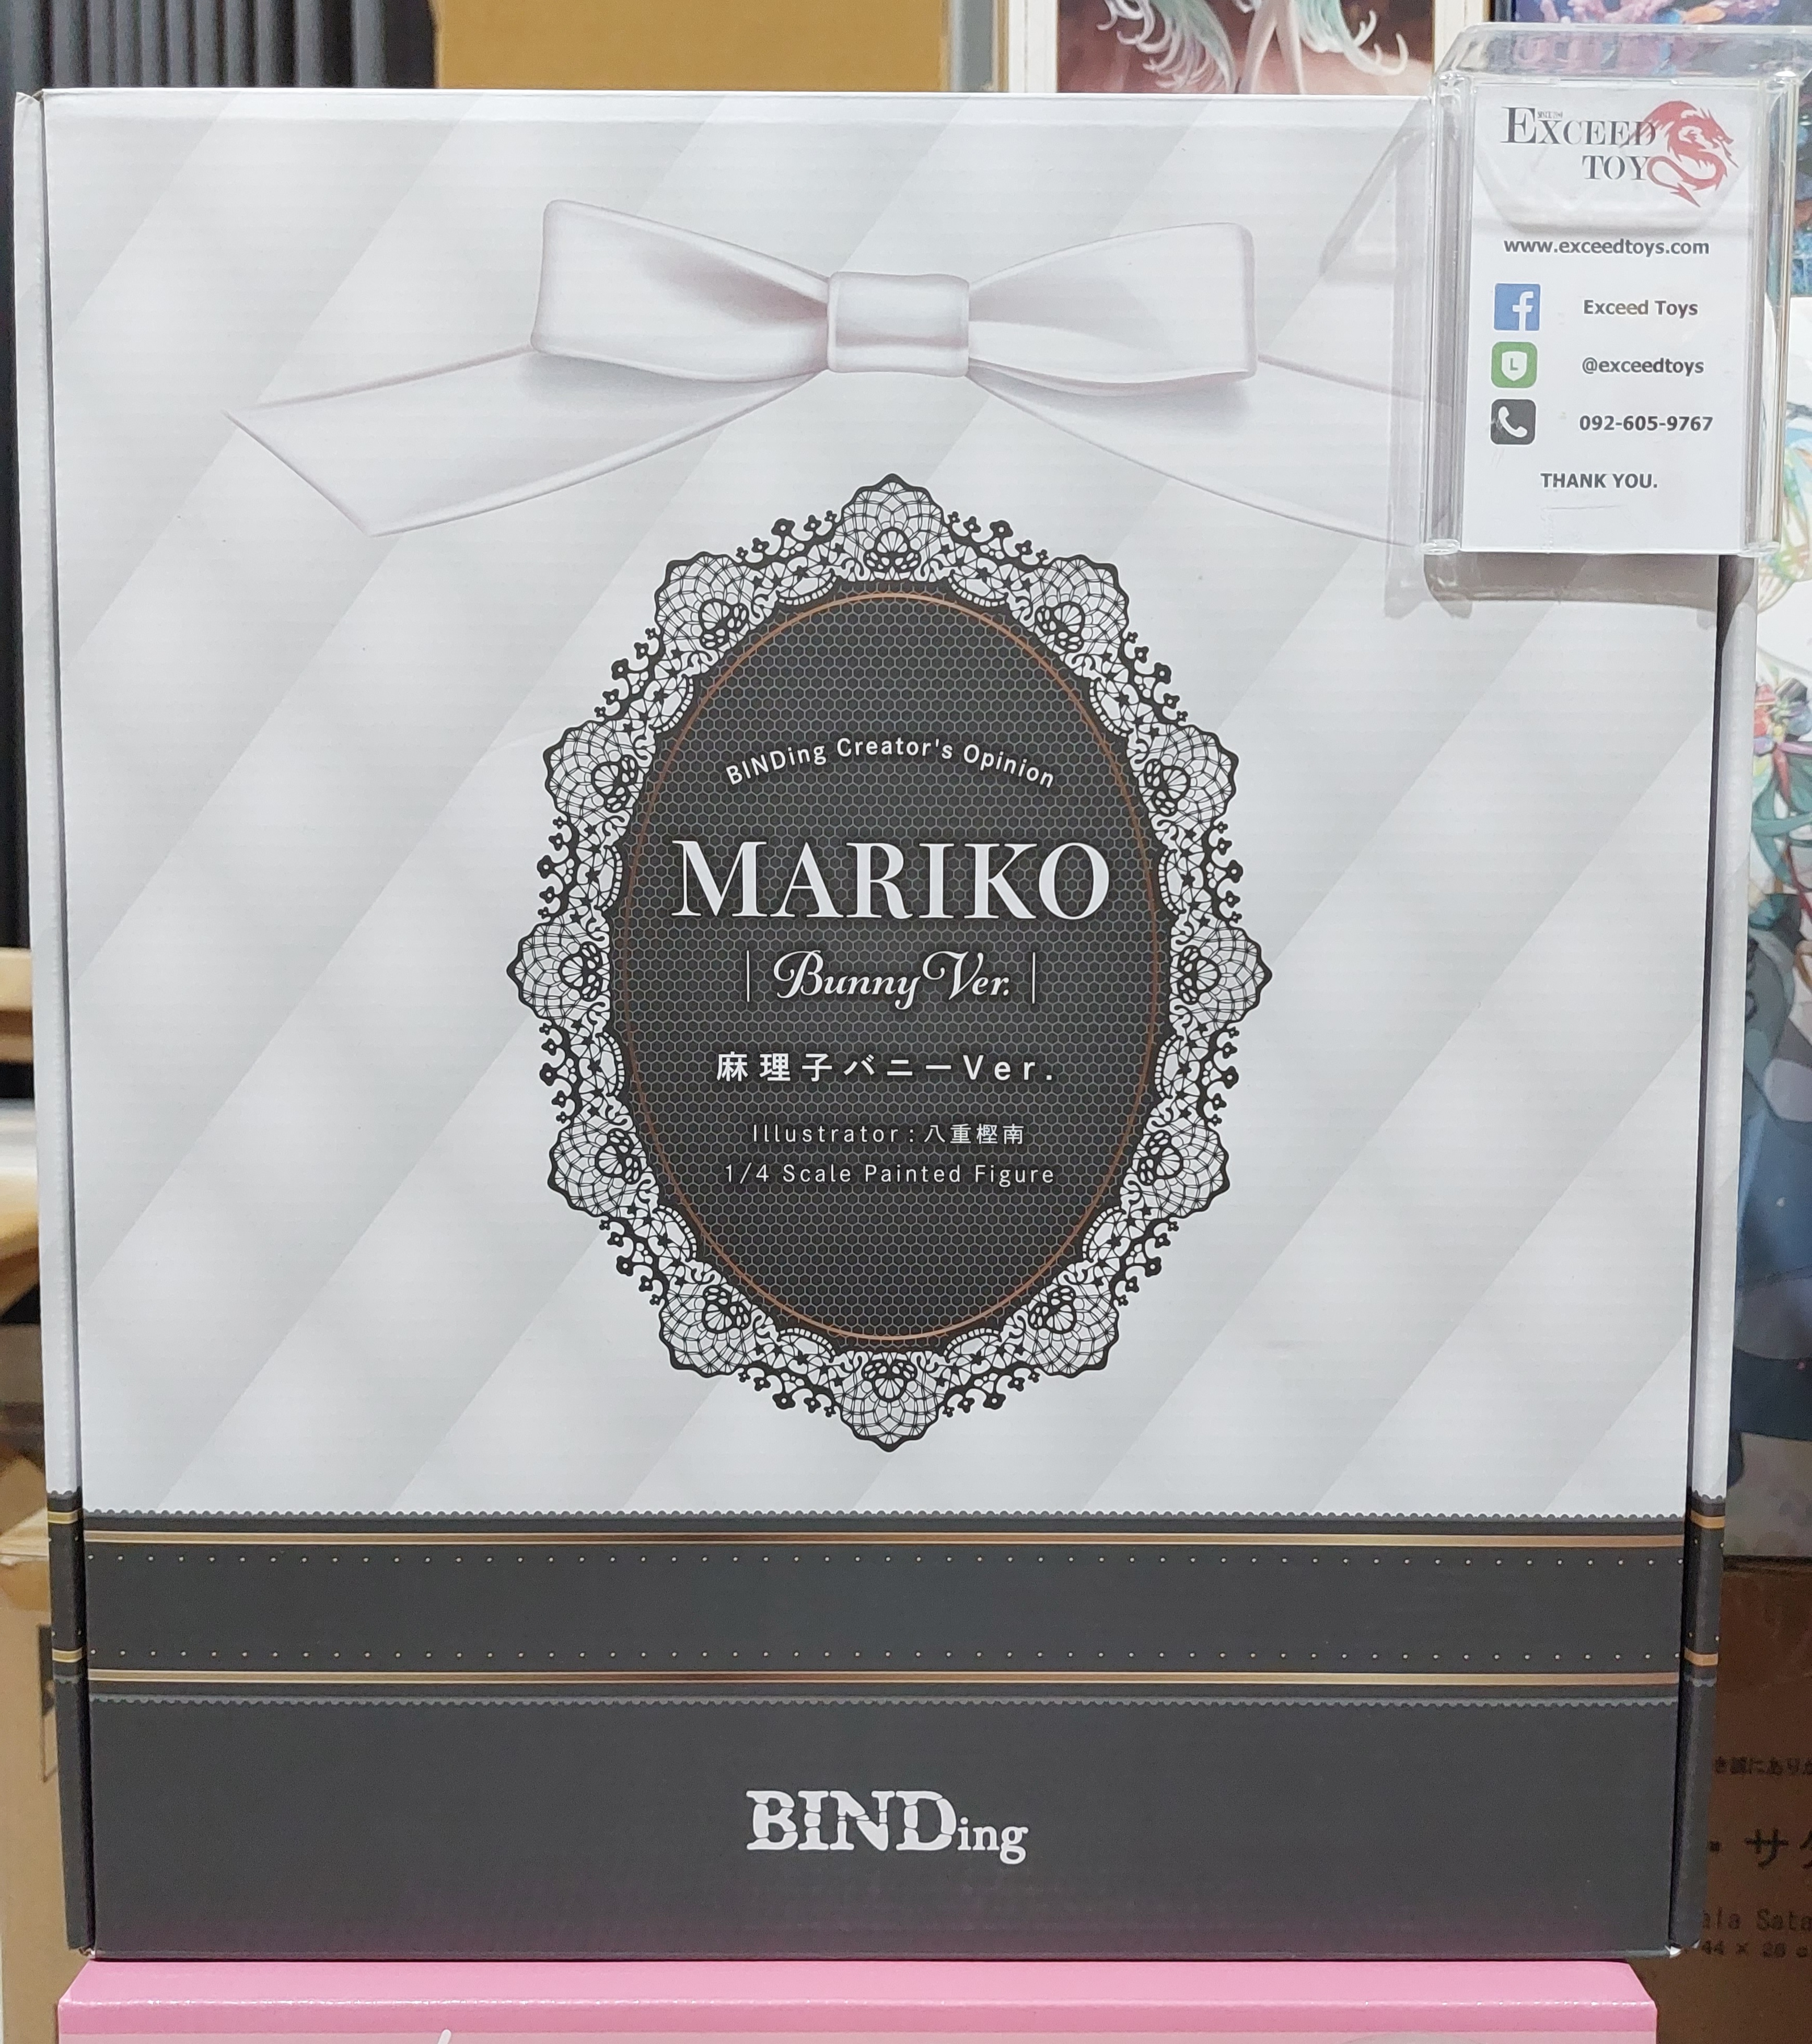 EXCEED
TOY
www.exceedtoys.com
Exceed Toys
L
@exceedtoys
092-605-9767
THANK YOU.
BINDing Creator's Opinion
MARIKO
| Bunny Ver. |
麻理子バニーVer.
Illustrator : 八重樫南
1/4 Scale Painted Figure
BINDing
44 × 26